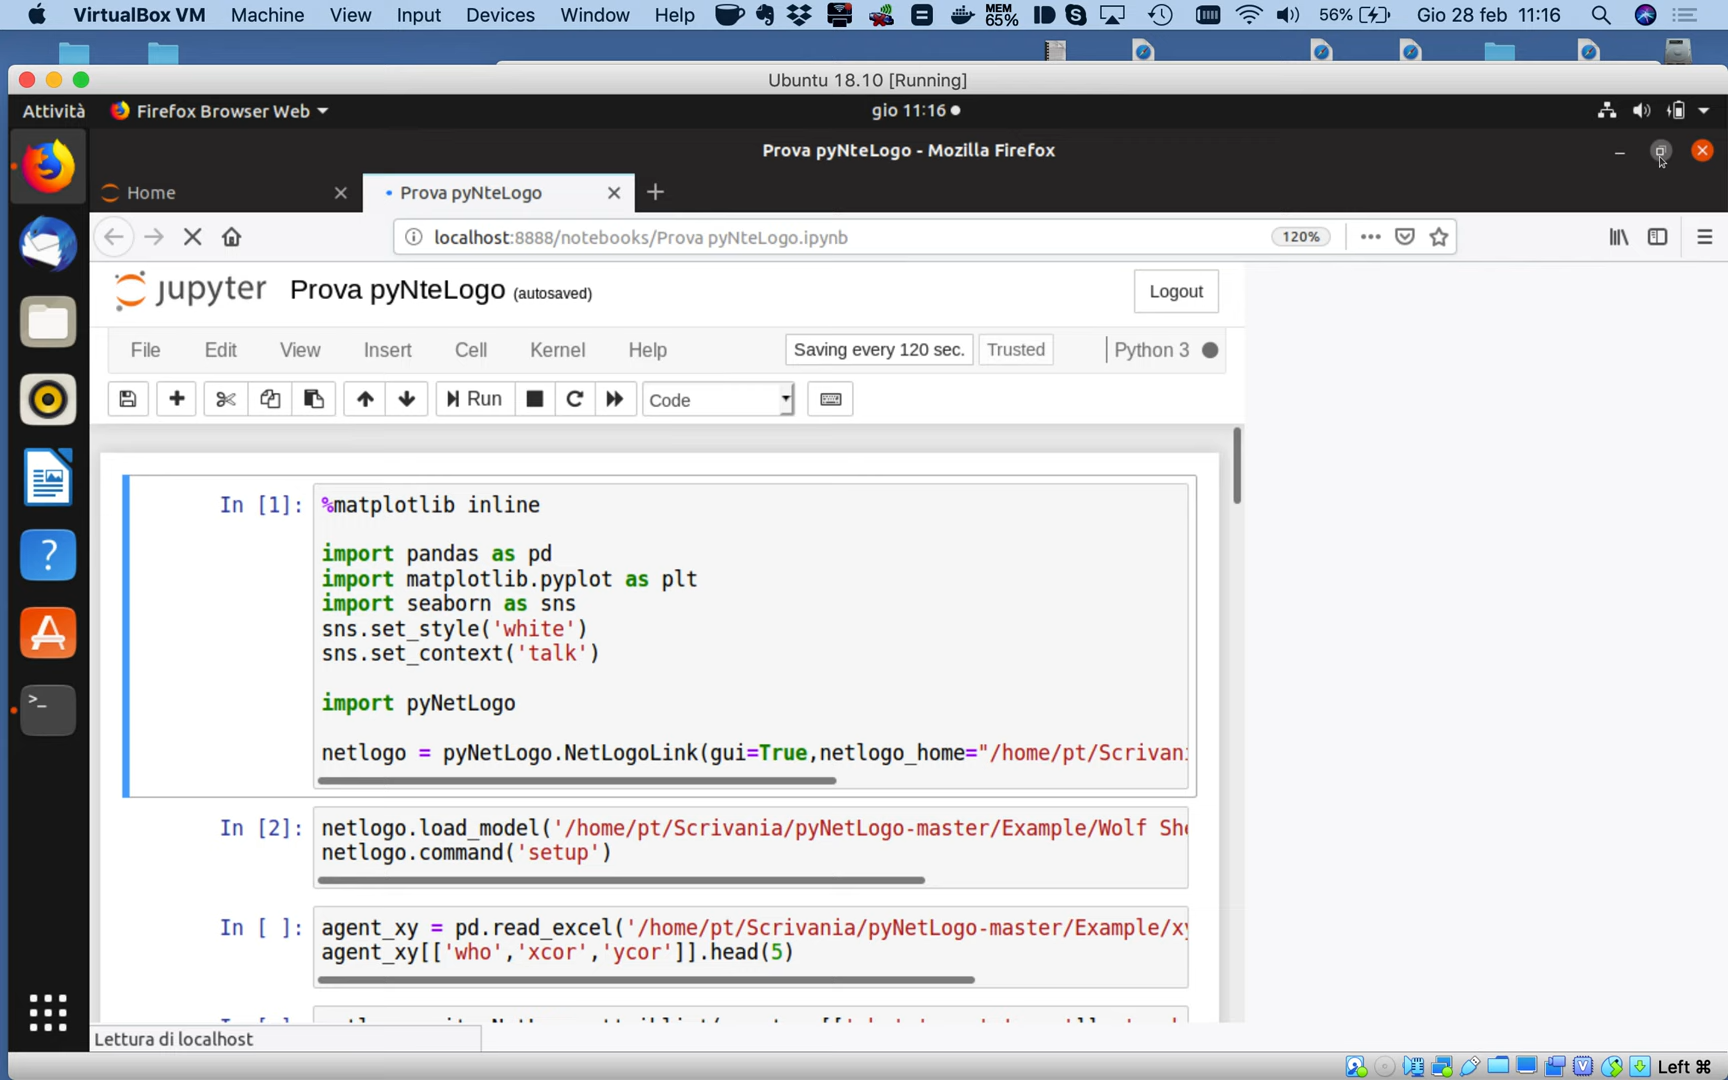 VirtualBox VM Machine View Input Devices Window Help MEM 65% 56% Gio 28 feb 11:16
Ubuntu 18.10 [Running]
Attività Firefox Browser Web gio 11:16
Prova pyNteLogo - Mozilla Firefox
Home Prova pyNteLogo
localhost:8888/notebooks/Prova pyNteLogo.ipynb 120%
jupyter Prova pyNteLogo (autosaved) Logout
File Edit View Insert Cell Kernel Help Saving every 120 sec. Trusted Python 3
Run Code
In [1]: %matplotlib inline
import pandas as pd
import matplotlib.pyplot as plt
import seaborn as sns
sns.set_style('white')
sns.set_context('talk')
import pyNetLogo
netlogo = pyNetLogo.NetLogoLink(gui=True,netlogo_home="/home/pt/Scrivani
In [2]: netlogo.load_model('/home/pt/Scrivania/pyNetLogo-master/Example/Wolf She
netlogo.command('setup')
In [ ]: agent_xy = pd.read_excel('/home/pt/Scrivania/pyNetLogo-master/Example/xy
agent_xy[['who','xcor','ycor']].head(5)
Lettura di localhost
Left ⌘